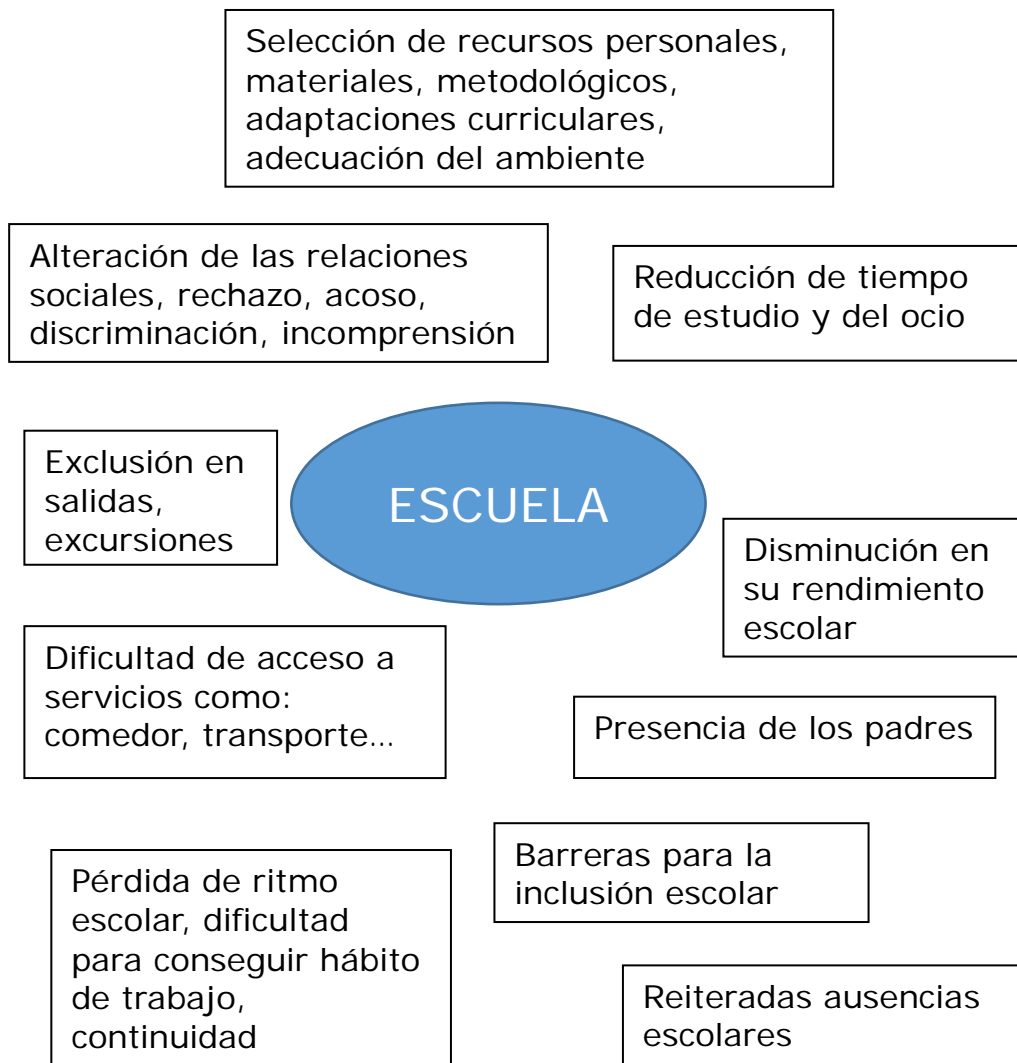 Selección de recursos personales,
materiales, metodológicos,
adaptaciones curriculares,
adecuación del ambiente
Alteración de las relaciones
sociales, rechazo, acoso,
discriminación, incomprensión
Reducción de tiempo
de estudio y del ocio
Exclusión en
salidas,
excursiones
ESCUELA
Disminución en
su rendimiento
escolar
Dificultad de acceso a
servicios como:
comedor, transporte...
Presencia de los padres
Barreras para la
inclusión escolar
Pérdida de ritmo
escolar, dificultad
para conseguir hábito
de trabajo,
continuidad
Reiteradas ausencias
escolares